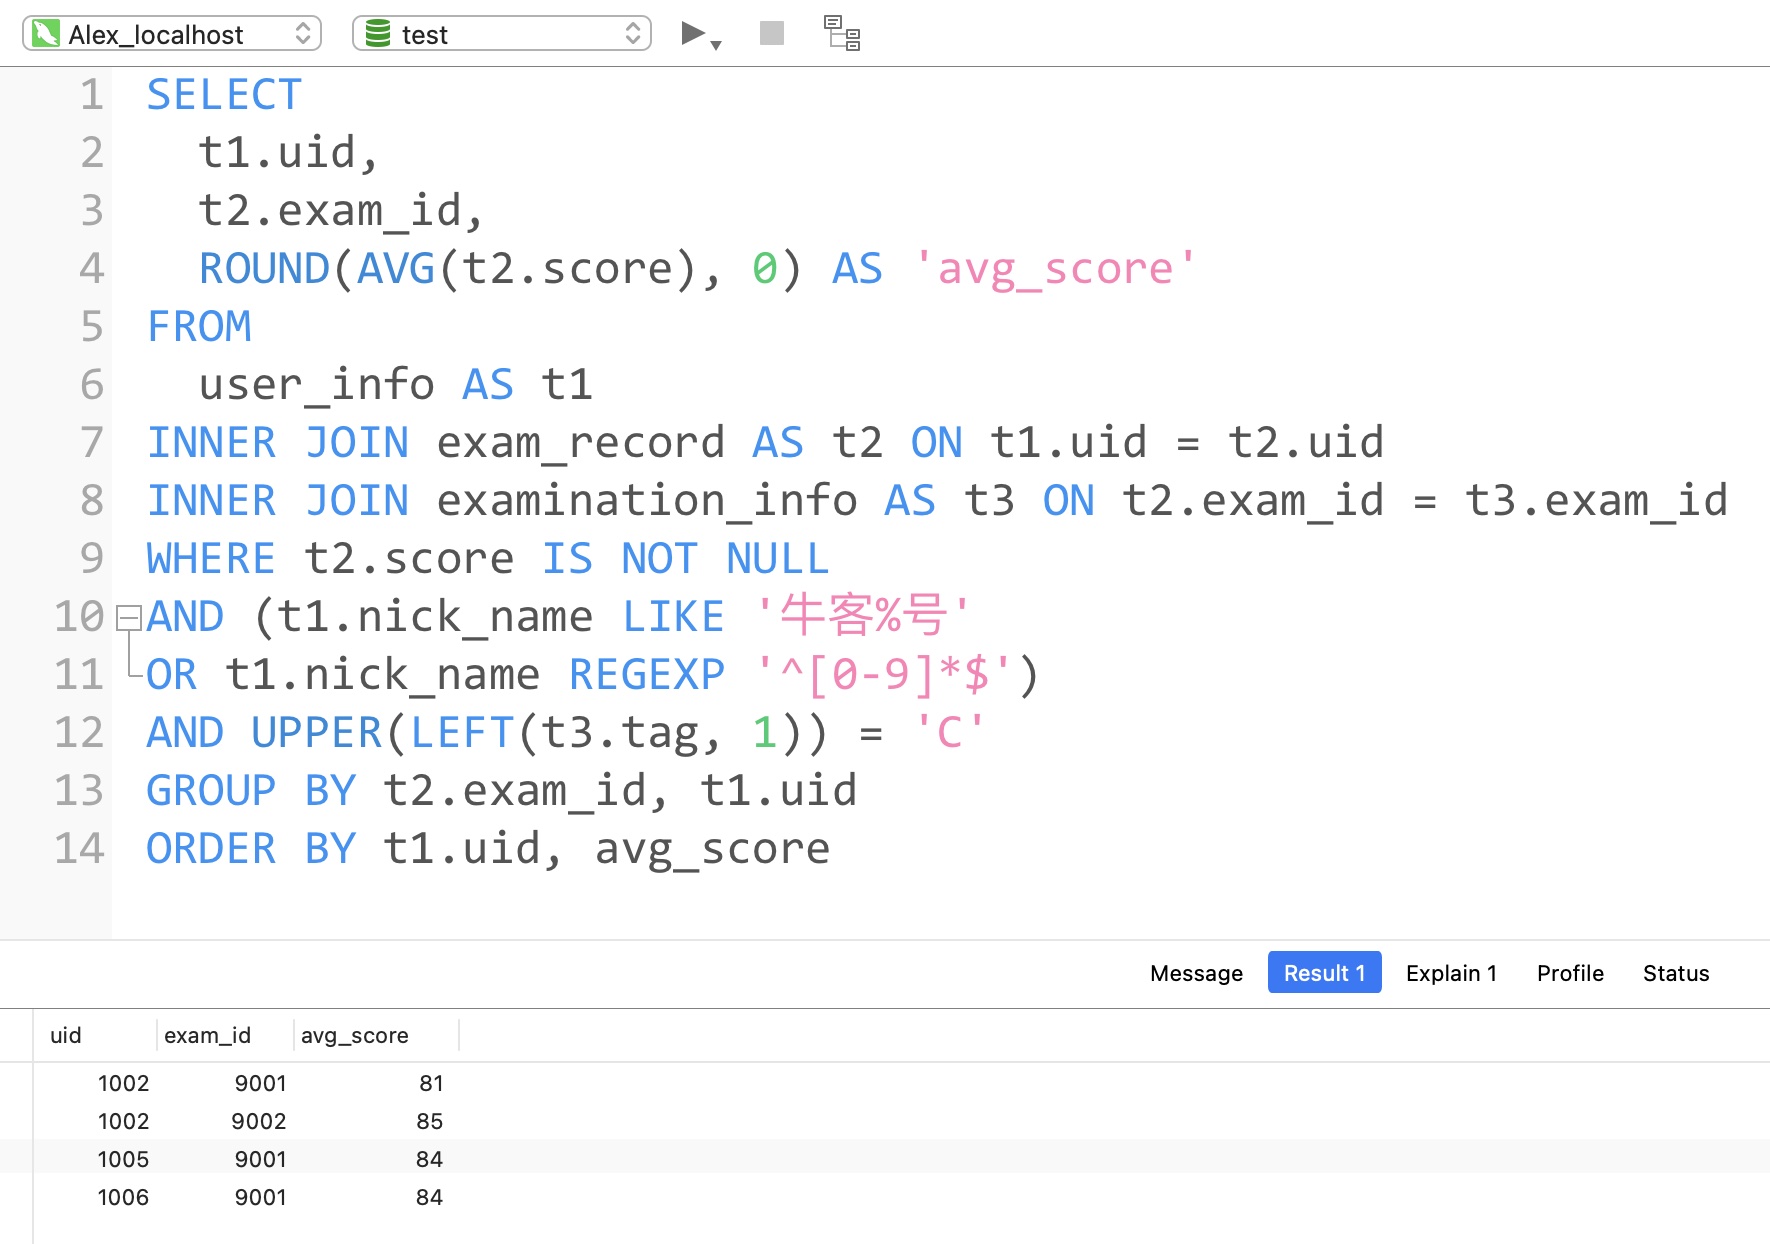 Alex_localhost test
1 SELECT
2 t1.uid,
3 t2.exam_id,
4 ROUND(AVG(t2.score), 0) AS 'avg_score'
5 FROM
6 user_info AS t1
7 INNER JOIN exam_record AS t2 ON t1.uid = t2.uid
8 INNER JOIN examination_info AS t3 ON t2.exam_id = t3.exam_id
9 WHERE t2.score IS NOT NULL
10 AND (t1.nick_name LIKE '牛客%号'
11 OR t1.nick_name REGEXP '^[0-9]*$')
12 AND UPPER(LEFT(t3.tag, 1)) = 'C'
13 GROUP BY t2.exam_id, t1.uid
14 ORDER BY t1.uid, avg_score
Message Result 1 Explain 1 Profile Status
uid exam_id avg_score
1002 9001 81
1002 9002 85
1005 9001 84
1006 9001 84